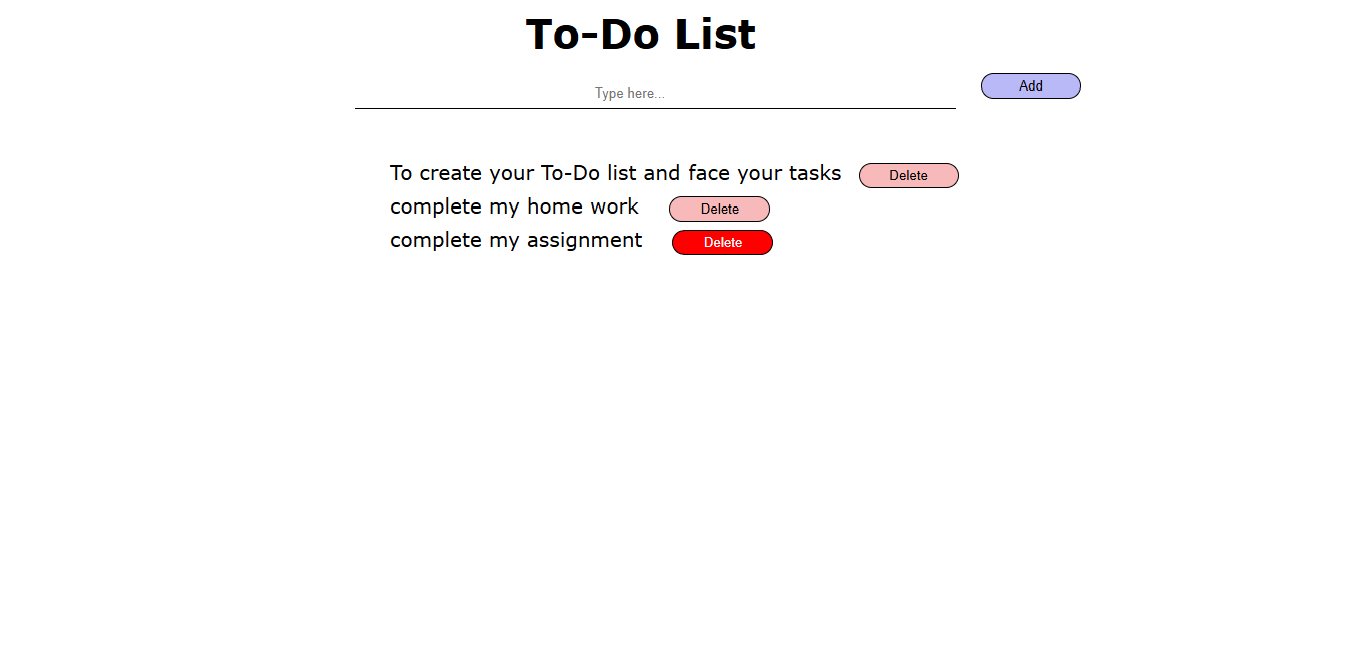 To-Do List
Type here... Add
To create your To-Do list and face your tasks Delete
complete my home work Delete
complete my assignment Delete